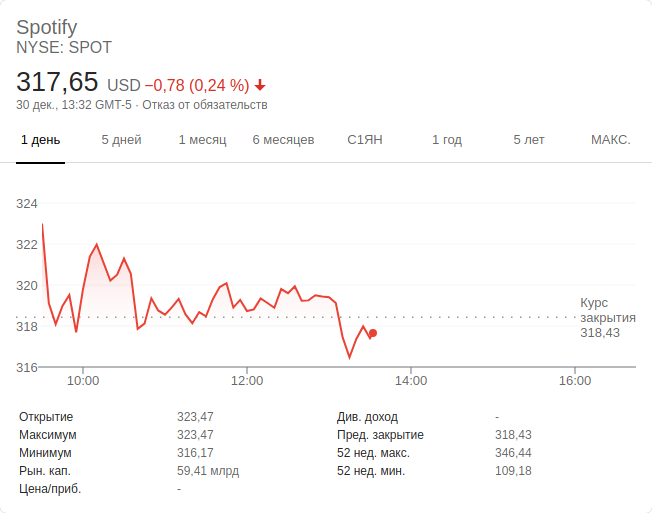 Spotify
NYSE: SPOT
317,65 USD −0,78 (0,24 %)
30 дек., 13:32 GMT-5 · Отказ от обязательств
1 день 5 дней 1 месяц 6 месяцев С1ЯН 1 год 5 лет МАКС.
324
322
320
318
316
Курс
закрытия
318,43
10:00 12:00 14:00 16:00
Открытие 323,47 Див. доход -
Максимум 323,47 Пред. закрытие 318,43
Минимум 316,17 52 нед. макс. 346,44
Рын. кап. 59,41 млрд 52 нед. мин. 109,18
Цена/приб. -